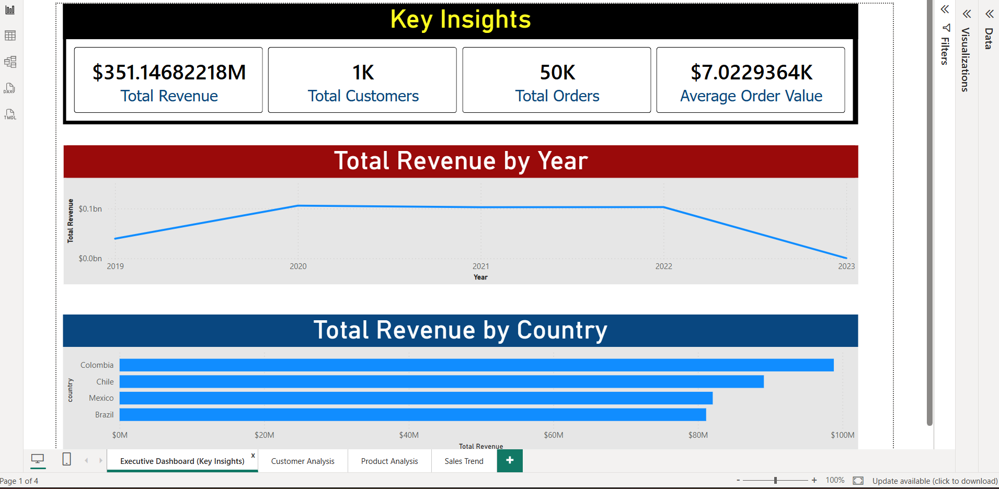 Key Insights
$351.14682218M
Total Revenue
1K
Total Customers
50K
Total Orders
$7.0229364K
Average Order Value
Total Revenue by Year
Total Revenue
$0.1bn
$0.0bn
2019 2020 2021 2022 2023
Year
Total Revenue by Country
country
Colombia
Chile
Mexico
Brazil
$0M $20M $40M $60M $80M $100M
Total Revenue
Filters
Visualizations
Data
DAX
TMDL
Executive Dashboard (Key Insights) x
Customer Analysis
Product Analysis
Sales Trend
+
Page 1 of 4
- + 100%
Update available (click to download)